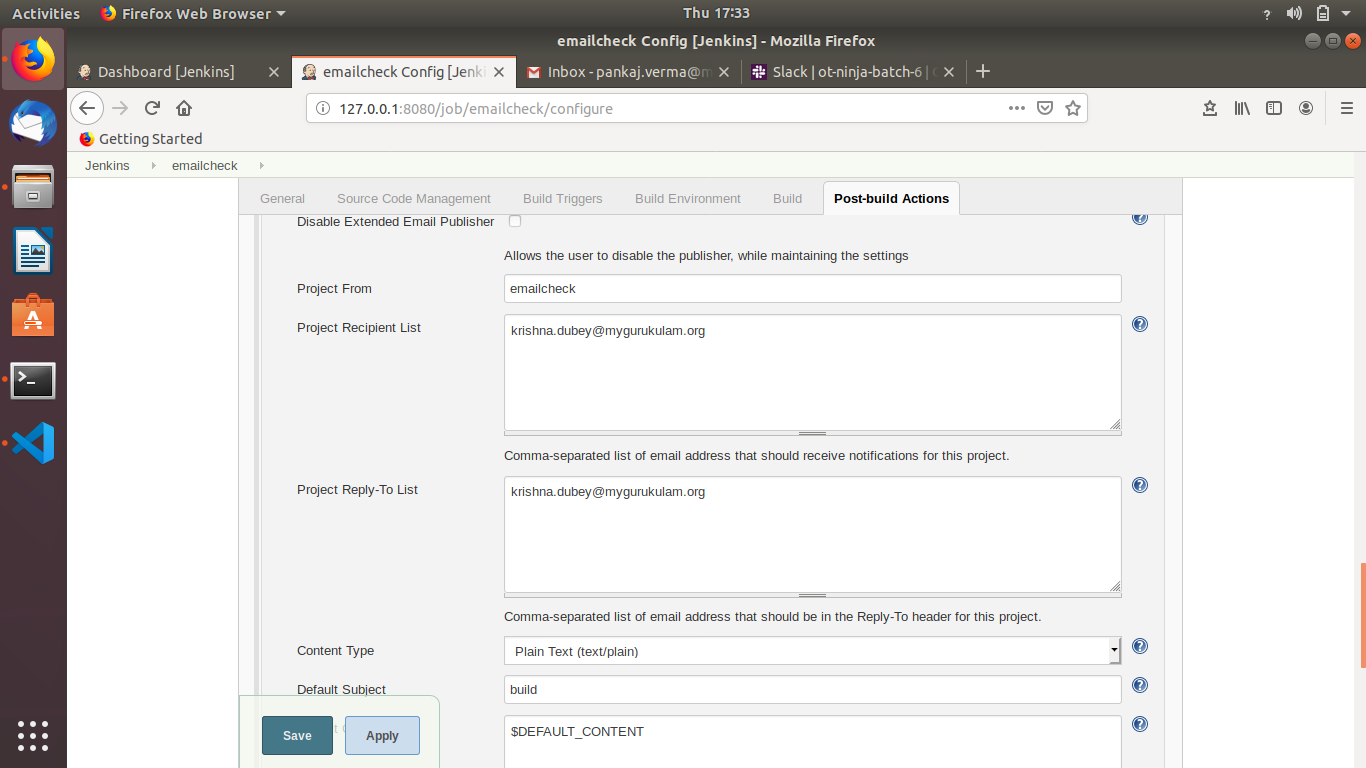 Activities Firefox Web Browser Thu 17:33
emailcheck Config [Jenkins] - Mozilla Firefox
Dashboard [Jenkins] emailcheck Config [Jenki Inbox - pankaj.verma@m Slack | ot-ninja-batch-6 |
127.0.0.1:8080/job/emailcheck/configure
Getting Started
Jenkins emailcheck
General Source Code Management Build Triggers Build Environment Build Post-build Actions
Disable Extended Email Publisher
Allows the user to disable the publisher, while maintaining the settings
Project From emailcheck
Project Recipient List krishna.dubey@mygurukulam.org
Comma-separated list of email address that should receive notifications for this project.
Project Reply-To List krishna.dubey@mygurukulam.org
Comma-separated list of email address that should be in the Reply-To header for this project.
Content Type Plain Text (text/plain)
Default Subject build
$DEFAULT_CONTENT
Save Apply